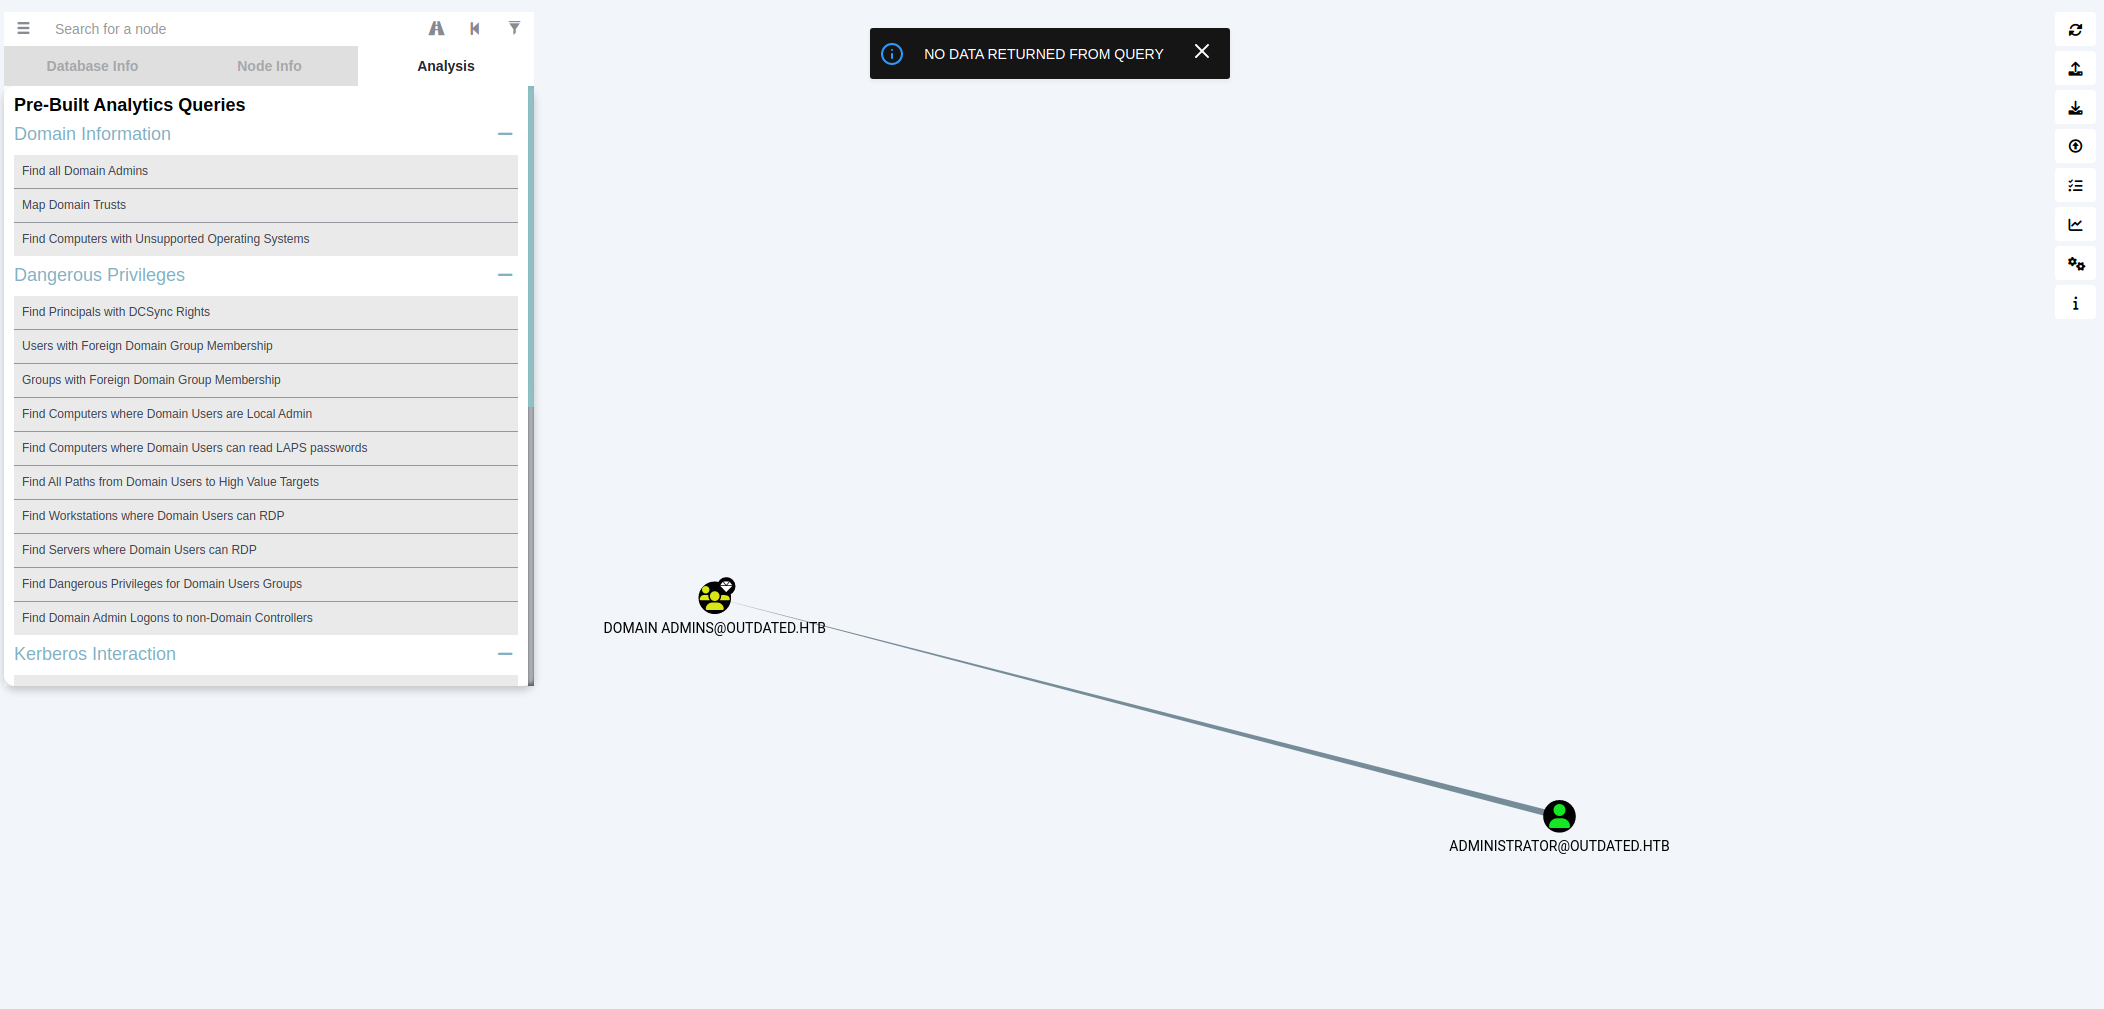 Search for a node
Database Info
Node Info
Analysis
Pre-Built Analytics Queries
Domain Information
Find all Domain Admins
Map Domain Trusts
Find Computers with Unsupported Operating Systems
Dangerous Privileges
Find Principals with DCSync Rights
Users with Foreign Domain Group Membership
Groups with Foreign Domain Group Membership
Find Computers where Domain Users are Local Admin
Find Computers where Domain Users can read LAPS passwords
Find All Paths from Domain Users to High Value Targets
Find Workstations where Domain Users can RDP
Find Servers where Domain Users can RDP
Find Dangerous Privileges for Domain Users Groups
Find Domain Admin Logons to non-Domain Controllers
Kerberos Interaction
NO DATA RETURNED FROM QUERY
DOMAIN ADMINS@OUTDATED.HTB
ADMINISTRATOR@OUTDATED.HTB